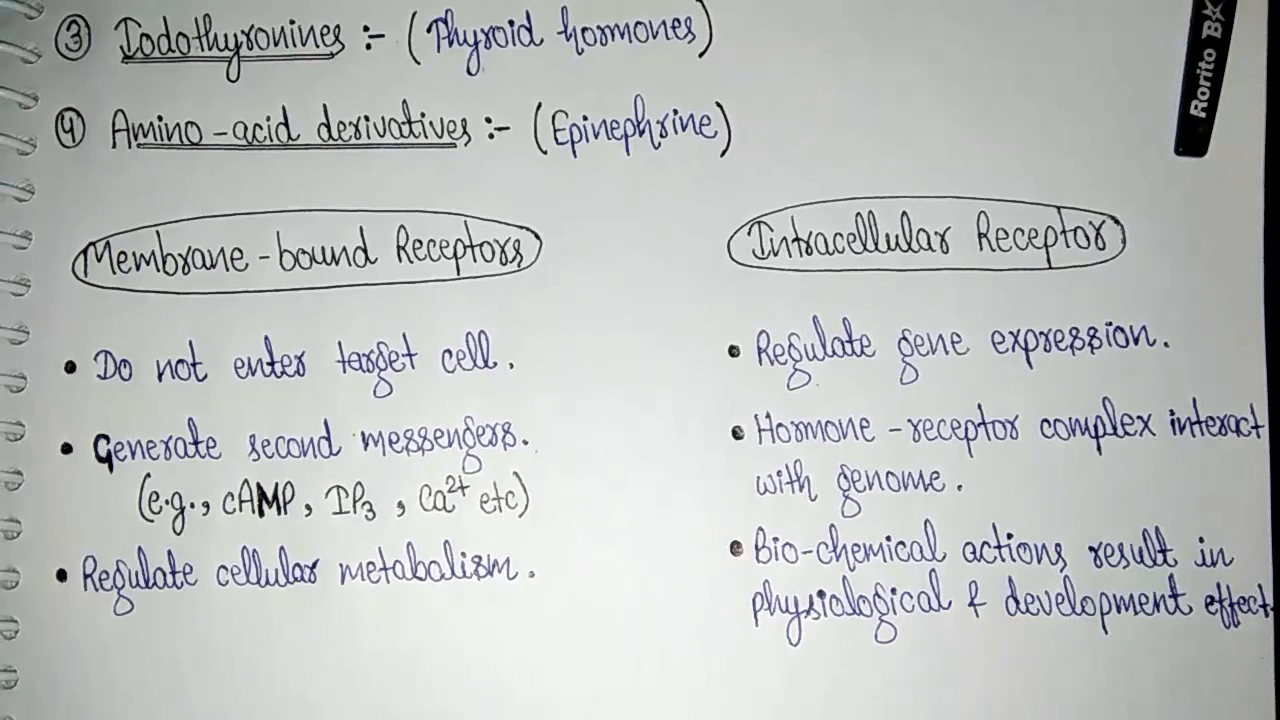 ③ Iodothyronines :- (Thyroid hormones)
④ Amino-acid derivatives :- (Epinephrine)
Membrane-bound Receptors
• Do not enter target cell.
• Generate second messengers.
(e.g., cAMP, IP₃, Ca²⁺ etc)
• Regulate cellular metabolism.
Intracellular Receptor
• Regulate gene expression.
• Hormone-receptor complex interact
with genome.
• Bio-chemical actions result in
physiological & development effect
Rorito